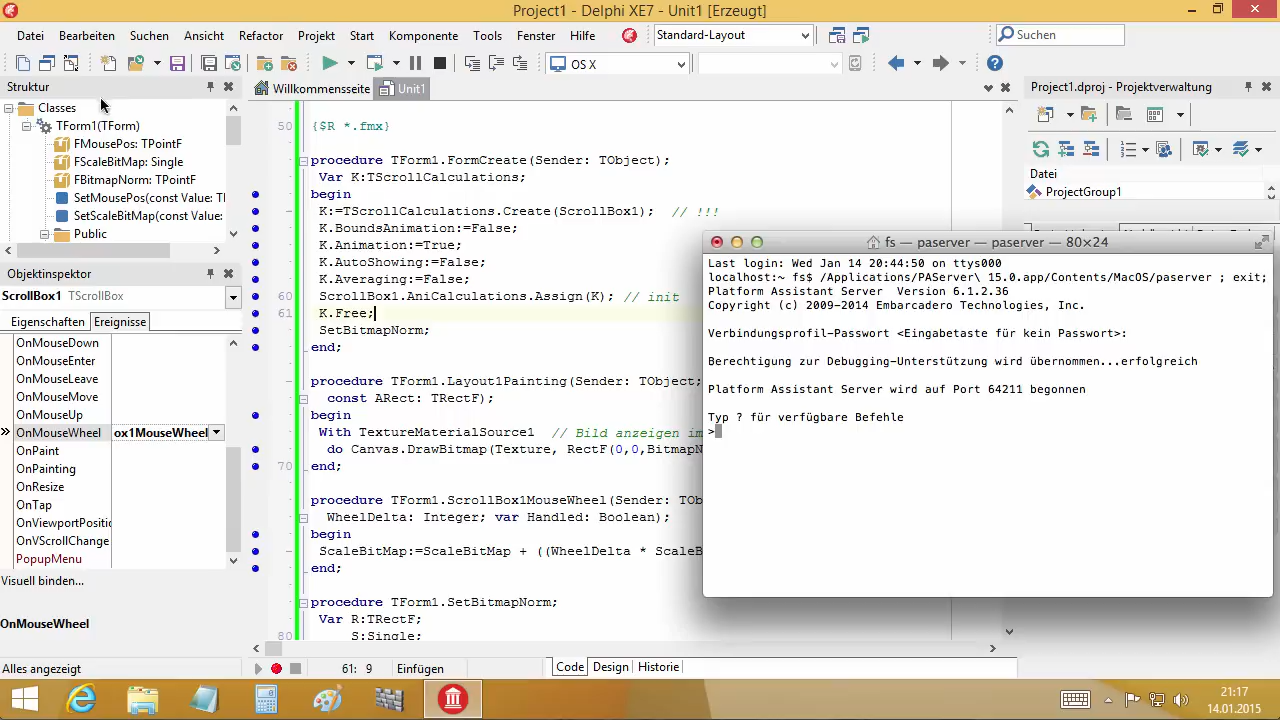 Project1 - Delphi XE7 - Unit1 [Erzeugt]
Datei Bearbeiten Suchen Ansicht Refactor Projekt Start Komponente Tools Fenster Hilfe Standard-Layout Suchen
OS X
Struktur
Willkommensseite Unit1
Project1.dproj - Projektverwaltung
Classes
TForm1(TForm)
FMousePos: TPointF
FScaleBitMap: Single
FBitmapNorm: TPointF
SetMousePos(const Value: T
SetScaleBitMap(const Value:
Public
Objektinspektor
ScrollBox1 TScrollBox
Eigenschaften Ereignisse
OnMouseDown
OnMouseEnter
OnMouseLeave
OnMouseMove
OnMouseUp
OnMouseWheel ox1MouseWheel
OnPaint
OnPainting
OnResize
OnTap
OnViewportPositic
OnVScrollChange
PopupMenu
Visuell binden...
OnMouseWheel
Alles angezeigt
50 {$R *.fmx}
procedure TForm1.FormCreate(Sender: TObject);
Var K:TScrollCalculations;
begin
K:=TScrollCalculations.Create(ScrollBox1); // !!!
K.BoundsAnimation:=False;
K.Animation:=True;
K.AutoShowing:=False;
K.Averaging:=False;
60 ScrollBox1.AniCalculations.Assign(K); // init
61 K.Free;
SetBitmapNorm;
end;
procedure TForm1.Layout1Painting(Sender: TObject;
const ARect: TRectF);
begin
With TextureMaterialSource1 // Bild anzeigen im
do Canvas.DrawBitmap(Texture, RectF(0,0,BitmapN
70 end;
procedure TForm1.ScrollBox1MouseWheel(Sender: TOb
WheelDelta: Integer; var Handled: Boolean);
begin
ScaleBitMap:=ScaleBitMap + ((WheelDelta * ScaleB
end;
procedure TForm1.SetBitmapNorm;
Var R:TRectF;
80 S:Single;
61: 9 Einfügen Code Design Historie
Datei
ProjectGroup1
fs — paserver — paserver — 80×24
Last login: Wed Jan 14 20:44:50 on ttys000
localhost:~ fs$ /Applications/PAServer\ 15.0.app/Contents/MacOS/paserver ; exit;
Platform Assistant Server Version 6.1.2.36
Copyright (c) 2009-2014 Embarcadero Technologies, Inc.
Verbindungsprofil-Passwort <Eingabetaste für kein Passwort>:
Berechtigung zur Debugging-Unterstützung wird übernommen...erfolgreich
Platform Assistant Server wird auf Port 64211 begonnen
Typ ? für verfügbare Befehle
>
21:17
14.01.2015